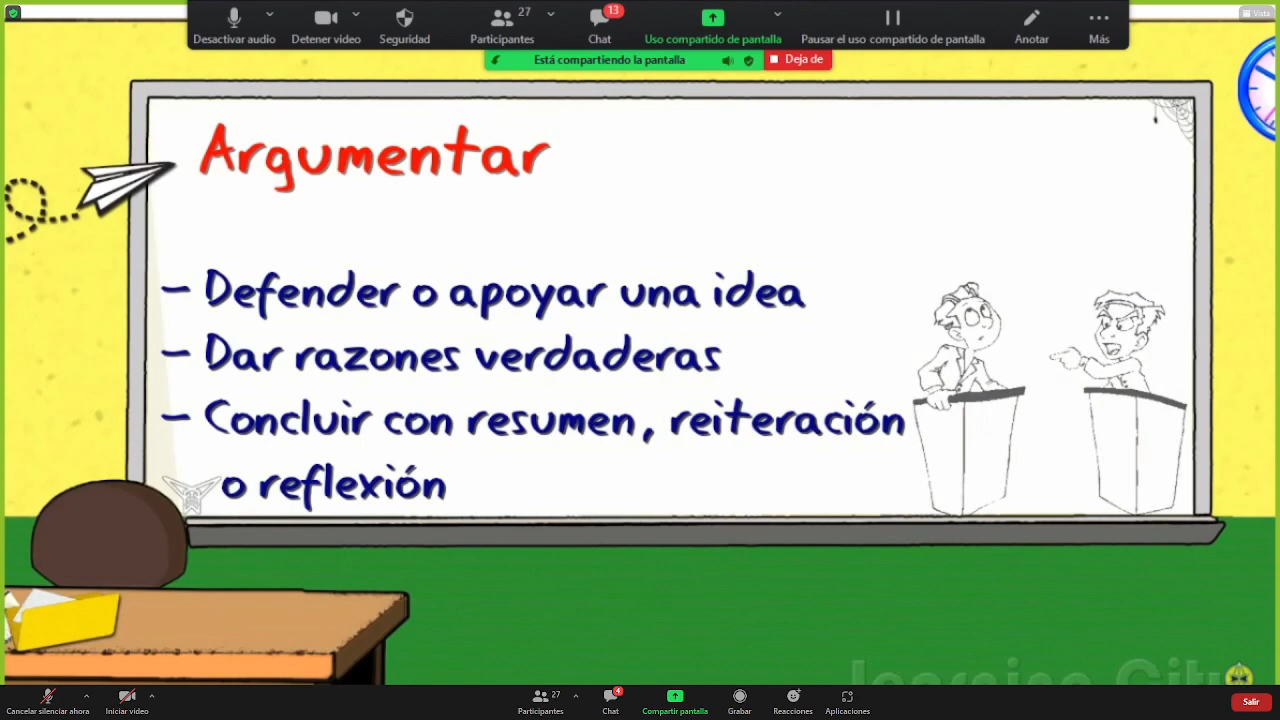 Vista
27
13
Desactivar audio
Detener video
Seguridad
Participantes
Chat
Uso compartido de pantalla
Pausar el uso compartido de pantalla
Anotar
Más
Está compartiendo la pantalla
Deja de
Argumentar
– Defender o apoyar una idea
– Dar razones verdaderas
– Concluir con resumen, reiteración
o reflexión
27
4
Cancelar silenciar ahora
Iniciar video
Participantes
Chat
Compartir pantalla
Grabar
Reacciones
Aplicaciones
Salir